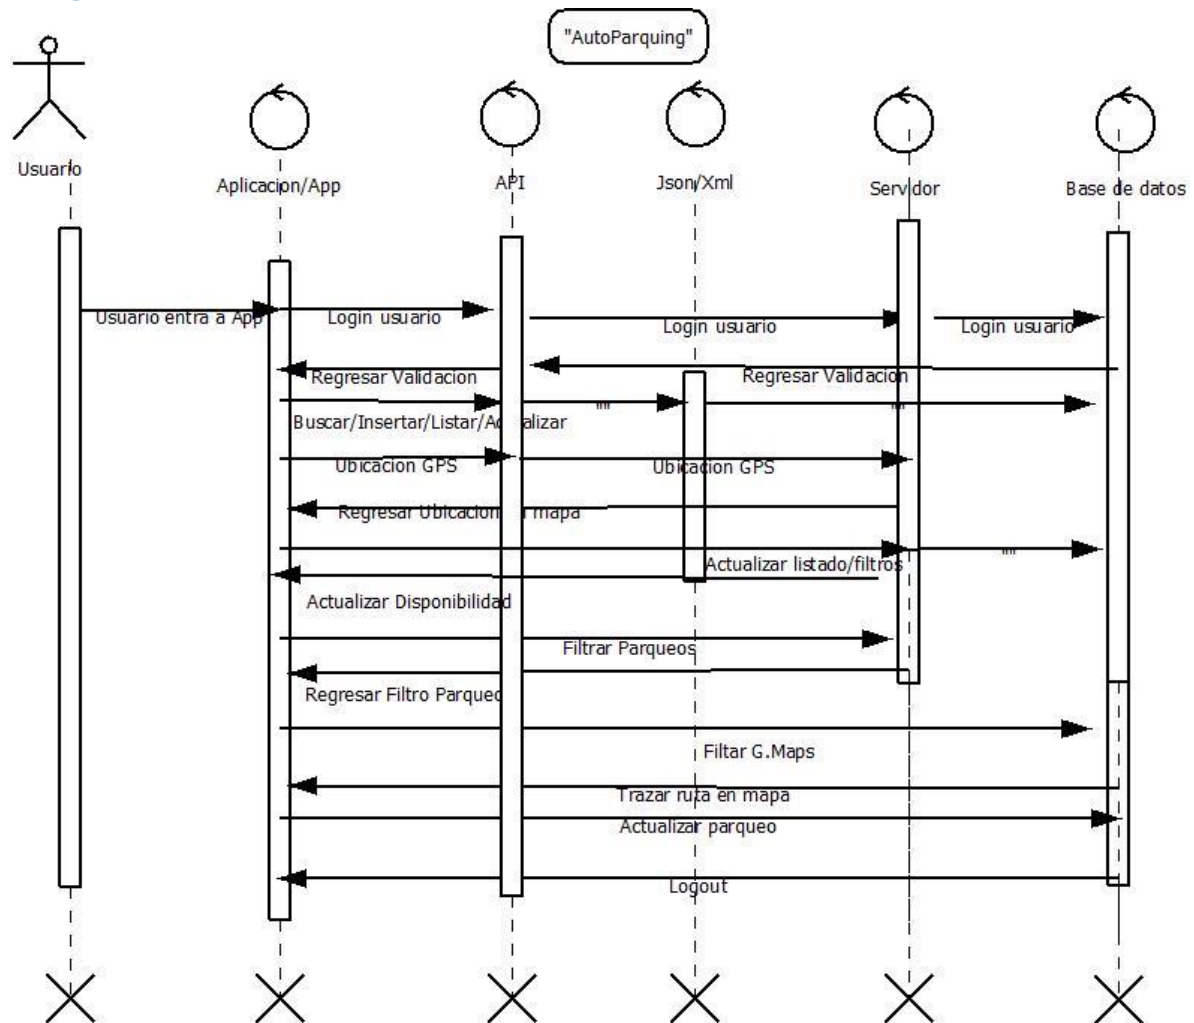 "AutoParquing"
Usuario
Aplicacion/App
API
Json/Xml
Servidor
Base de datos
Usuario entra a App
Login usuario
Login usuario
Login usuario
Regresar Validacion
Regresar Validacion
Buscar/Insertar/Listar/Actualizar
""
""
Ubicacion GPS
Ubicacion GPS
Regresar Ubicacion en mapa
""
Actualizar listado/filtros
Actualizar Disponibilidad
Filtrar Parqueos
Regresar Filtro Parqueo
Filtar G.Maps
Trazar ruta en mapa
Actualizar parqueo
Logout